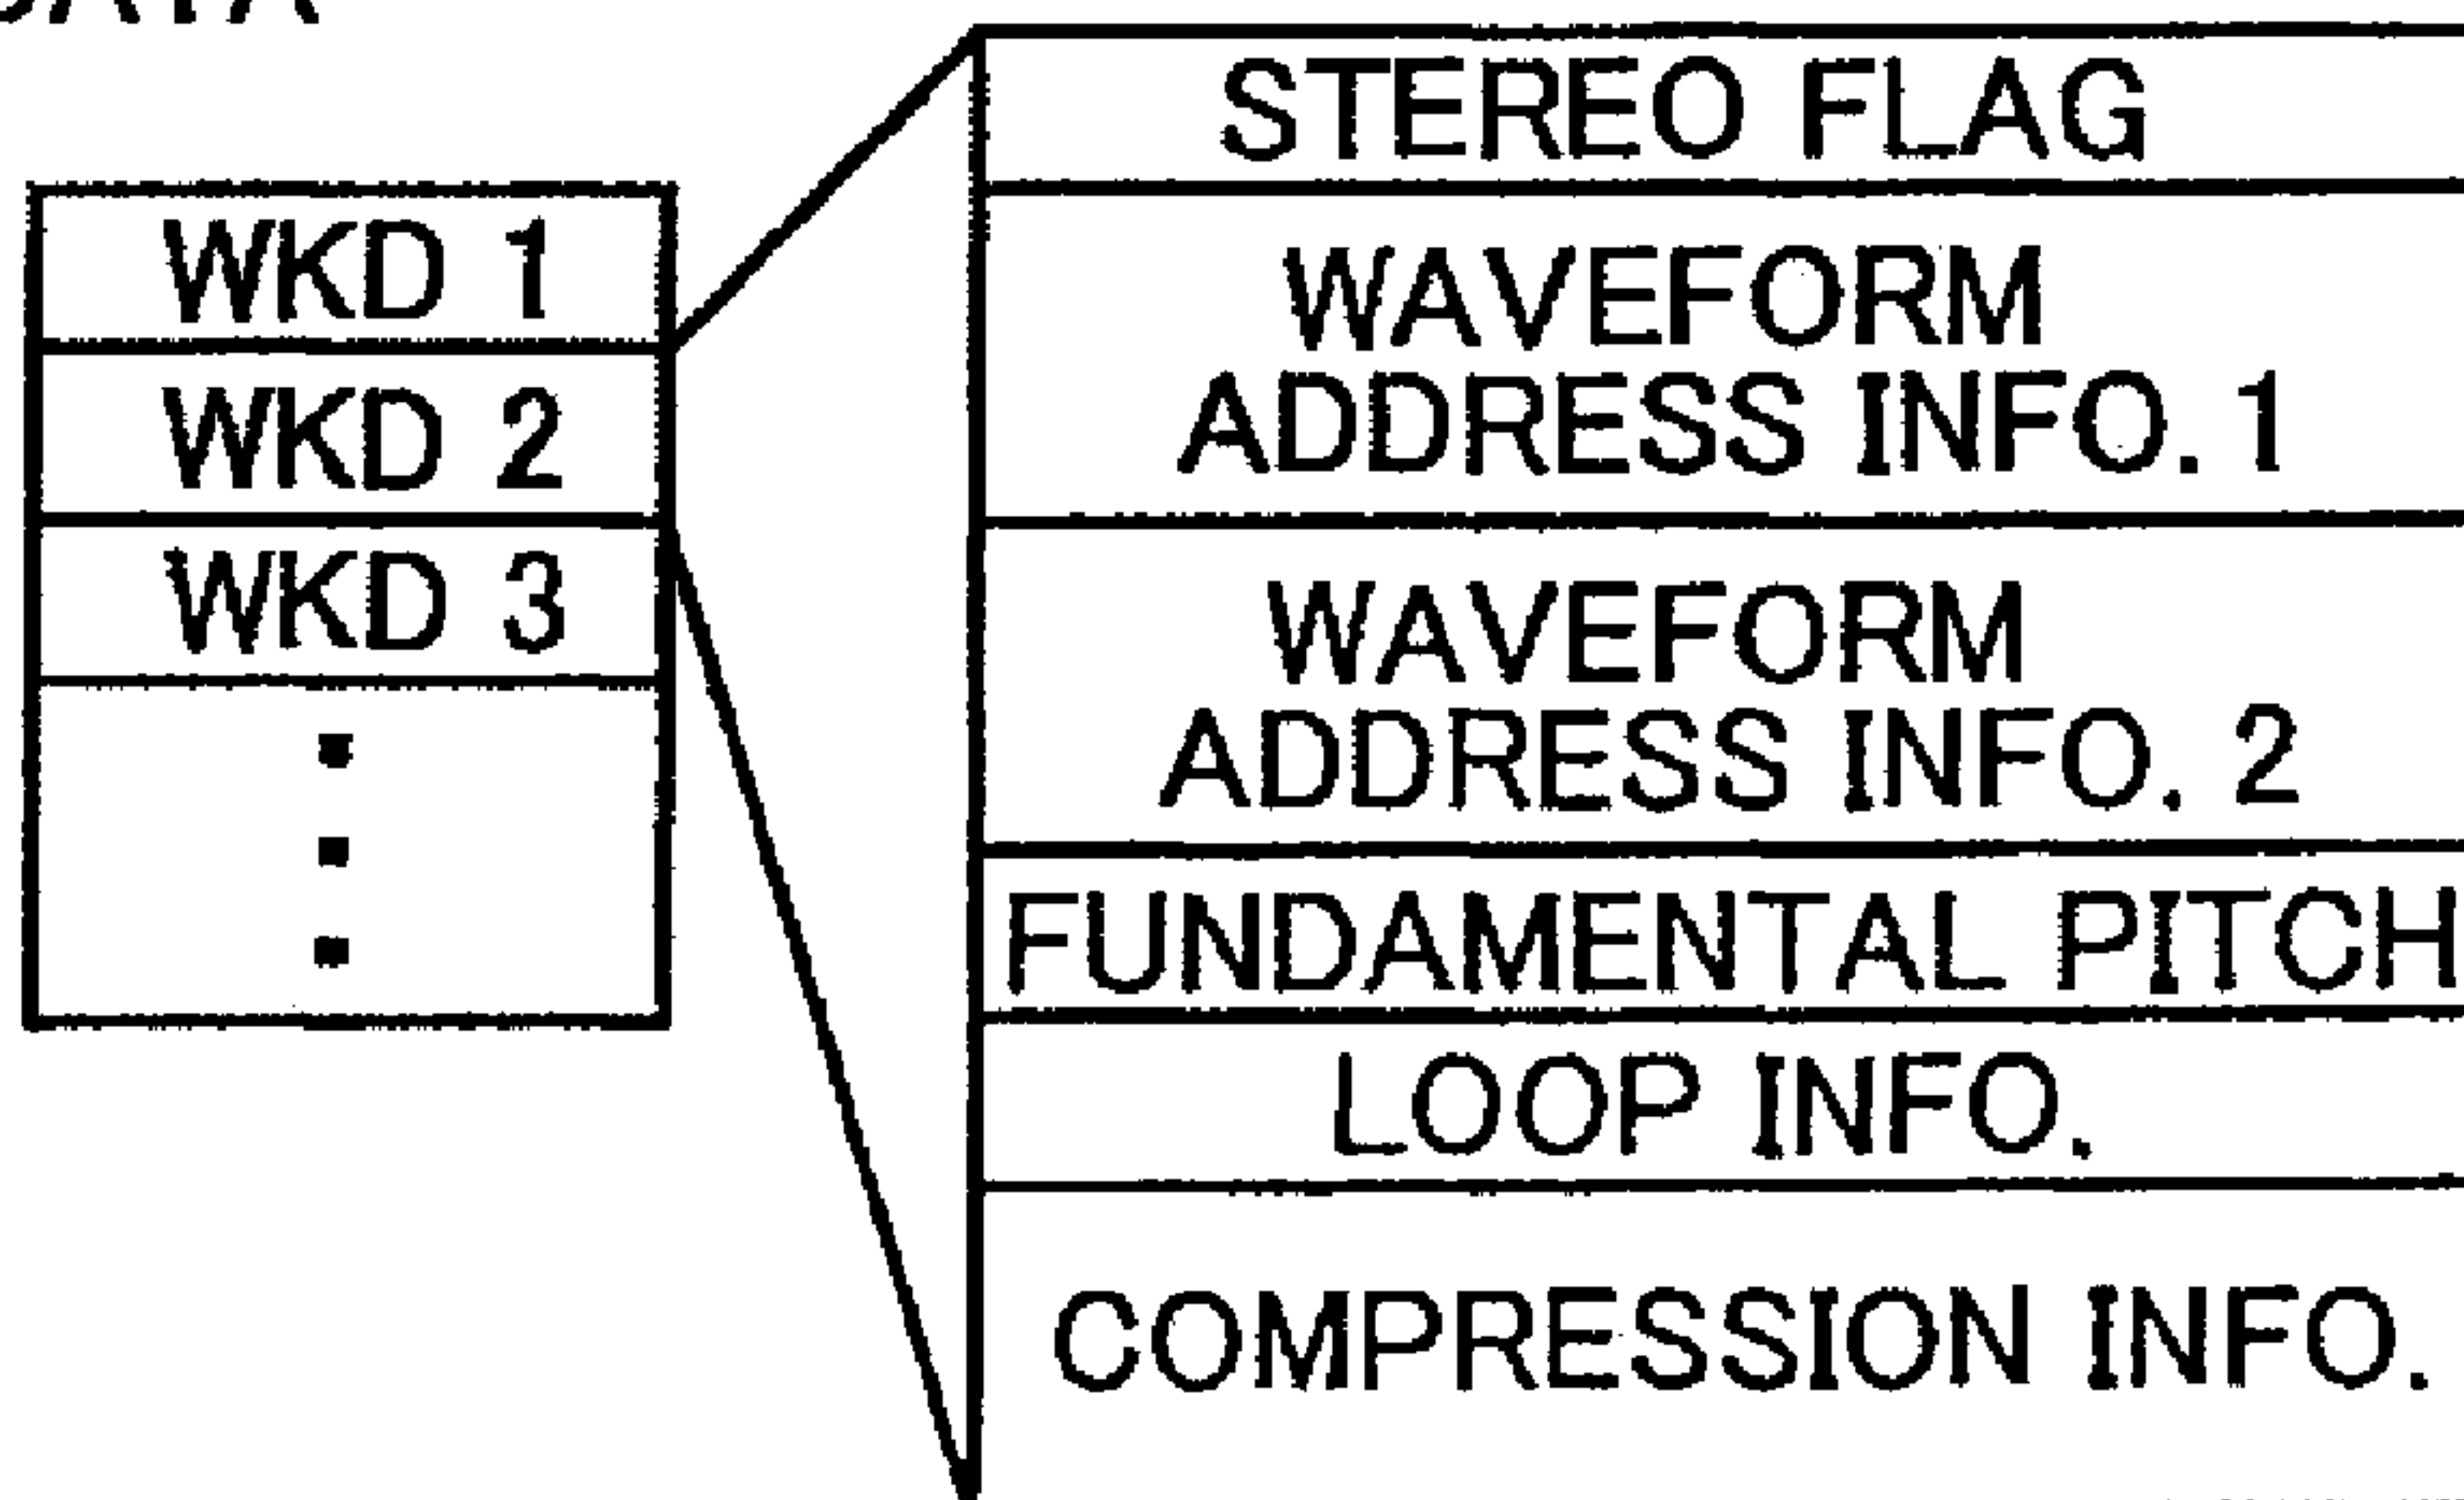 WKD 1
WKD 2
WKD 3
STEREO FLAG
WAVEFORM
ADDRESS INFO. 1
WAVEFORM
ADDRESS INFO. 2
FUNDAMENTAL PITCH
LOOP INFO.
COMPRESSION INFO.